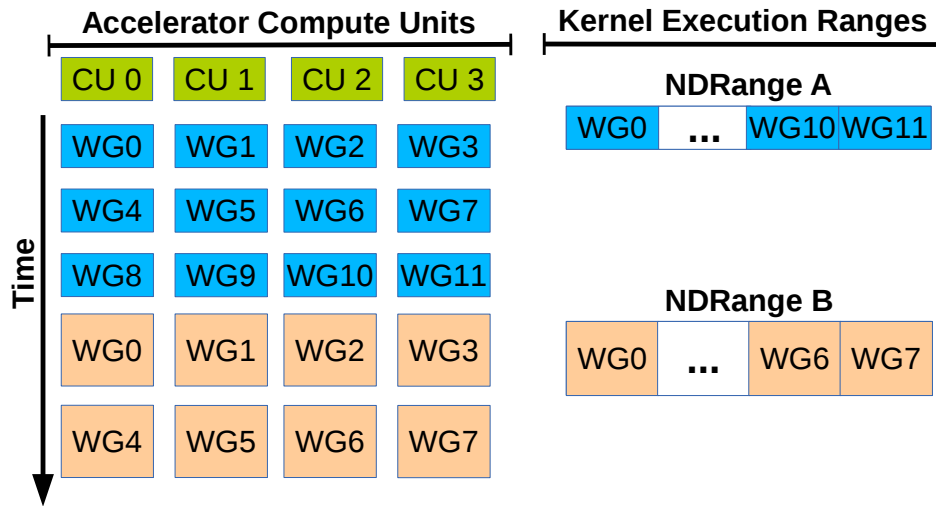 Accelerator Compute Units
Kernel Execution Ranges
CU 0 CU 1 CU 2 CU 3
NDRange A
WG0 ... WG10 WG11
Time
WG0 WG1 WG2 WG3
WG4 WG5 WG6 WG7
WG8 WG9 WG10 WG11
NDRange B
WG0 ... WG6 WG7
WG0 WG1 WG2 WG3
WG4 WG5 WG6 WG7